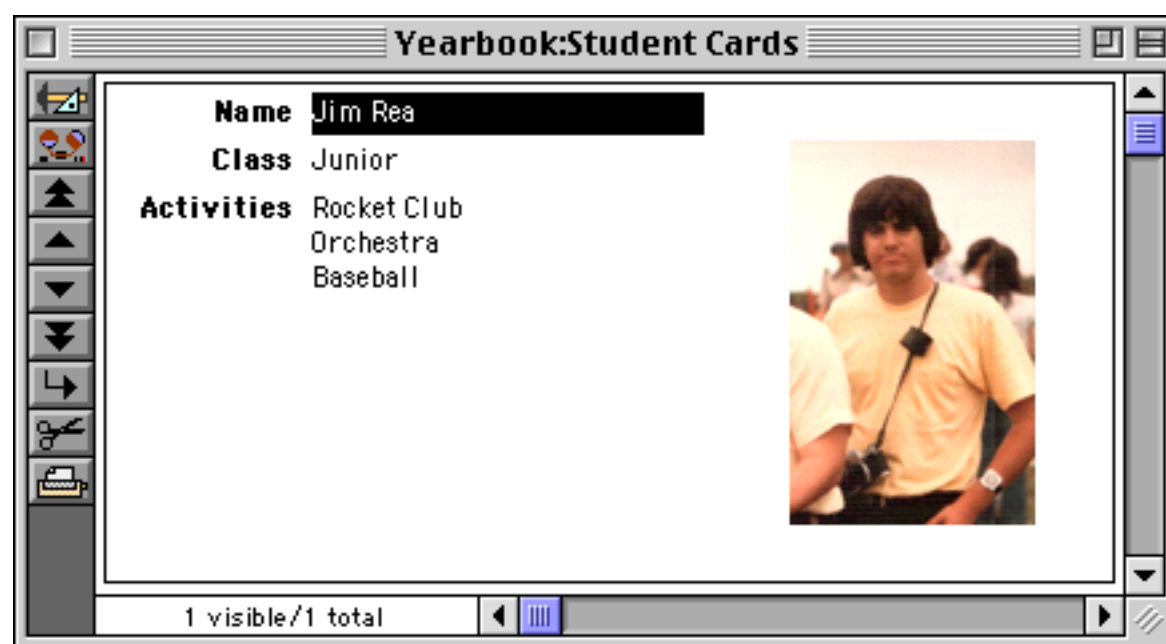 Yearbook:Student Cards
Name Jim Rea
Class Junior
Activities Rocket Club
Orchestra
Baseball
1 visible/1 total